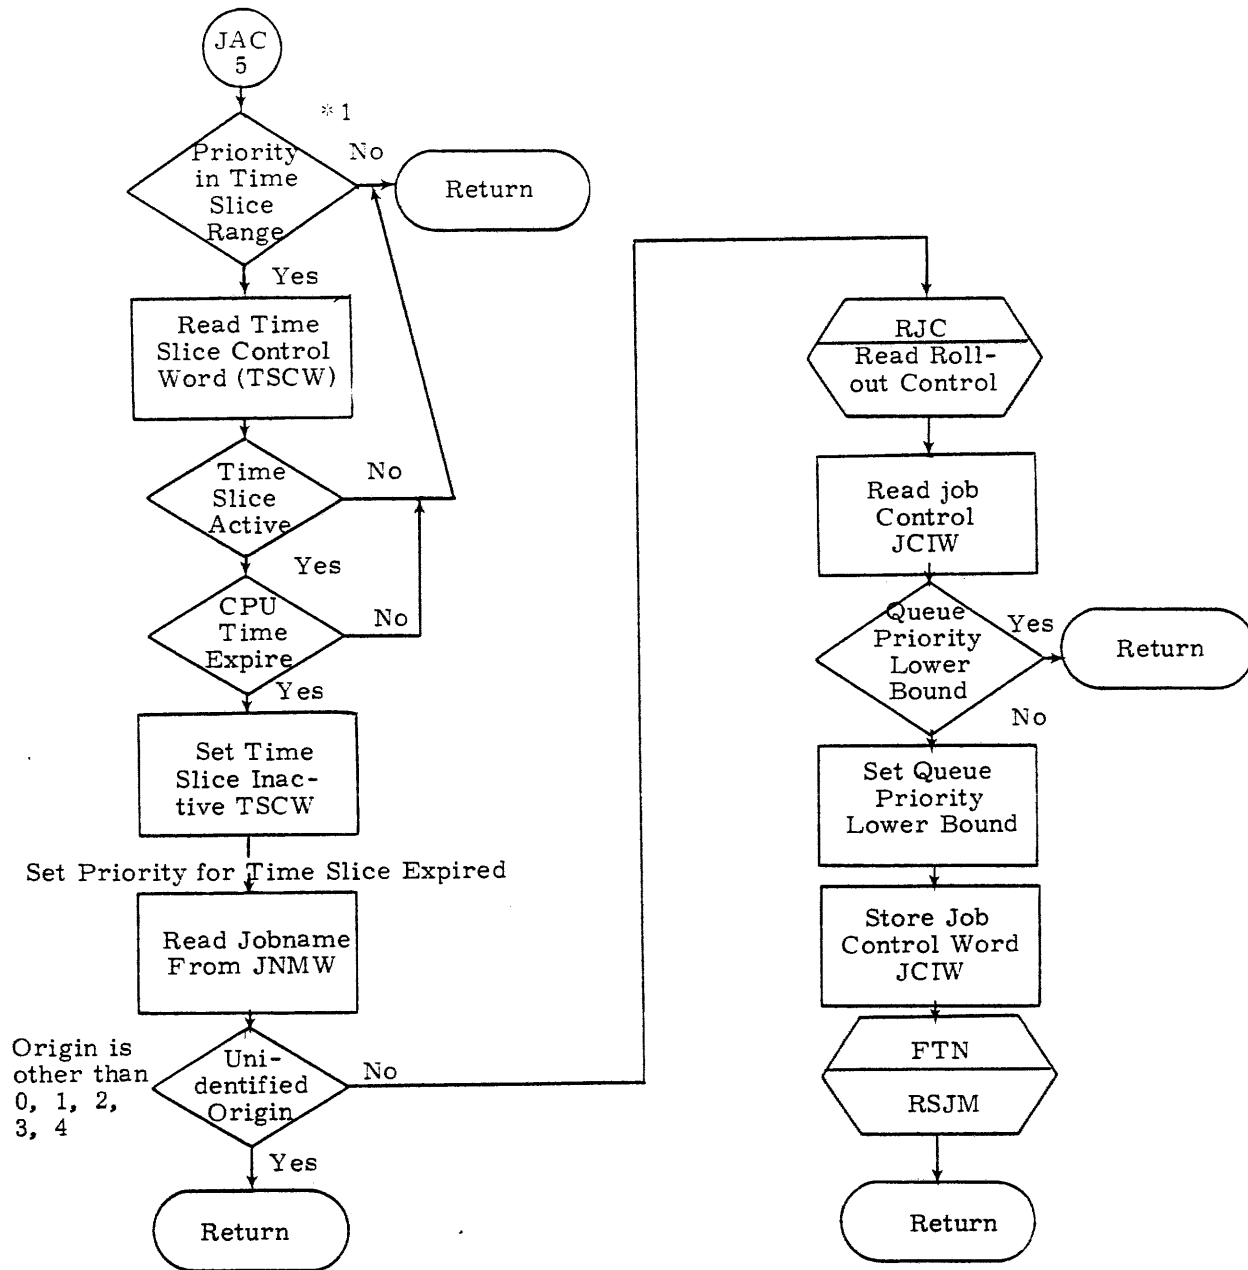 JAC
5
*1
Priority
in Time
Slice
Range
No
Return
Yes
Read Time
Slice Control
Word (TSCW)
Time
Slice
Active
No
Yes
CPU
Time
Expire
No
Yes
Set Time
Slice Inac-
tive TSCW
Set Priority for Time Slice Expired
Read Jobname
From JNMW
Origin is
other than
0, 1, 2,
3, 4
Uni-
dentified
Origin
No
Yes
Return
RJC
Read Roll-
out Control
Read job
Control
JCIW
Queue
Priority
Lower
Bound
Yes
Return
No
Set Queue
Priority
Lower Bound
Store Job
Control Word
JCIW
FTN
RSJM
Return